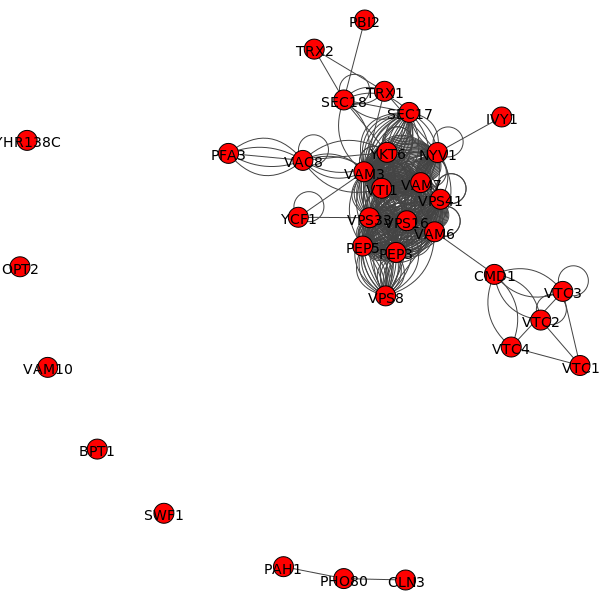 PBI2
TRX2
TRX1
SEC18
SEC17
IVY1
YHR138C
PFA3
VAC8
YKT6
NYV1
VAM3
VTI1
VAM7
VPS41
YCF1
VPS33
VPS16
VAM6
PEP5
PEP3
OPT2
CMD1
VPS8
VTC3
VTC2
VTC4
VTC1
VAM10
BPT1
SWF1
PAH1
PHO80
CLN3